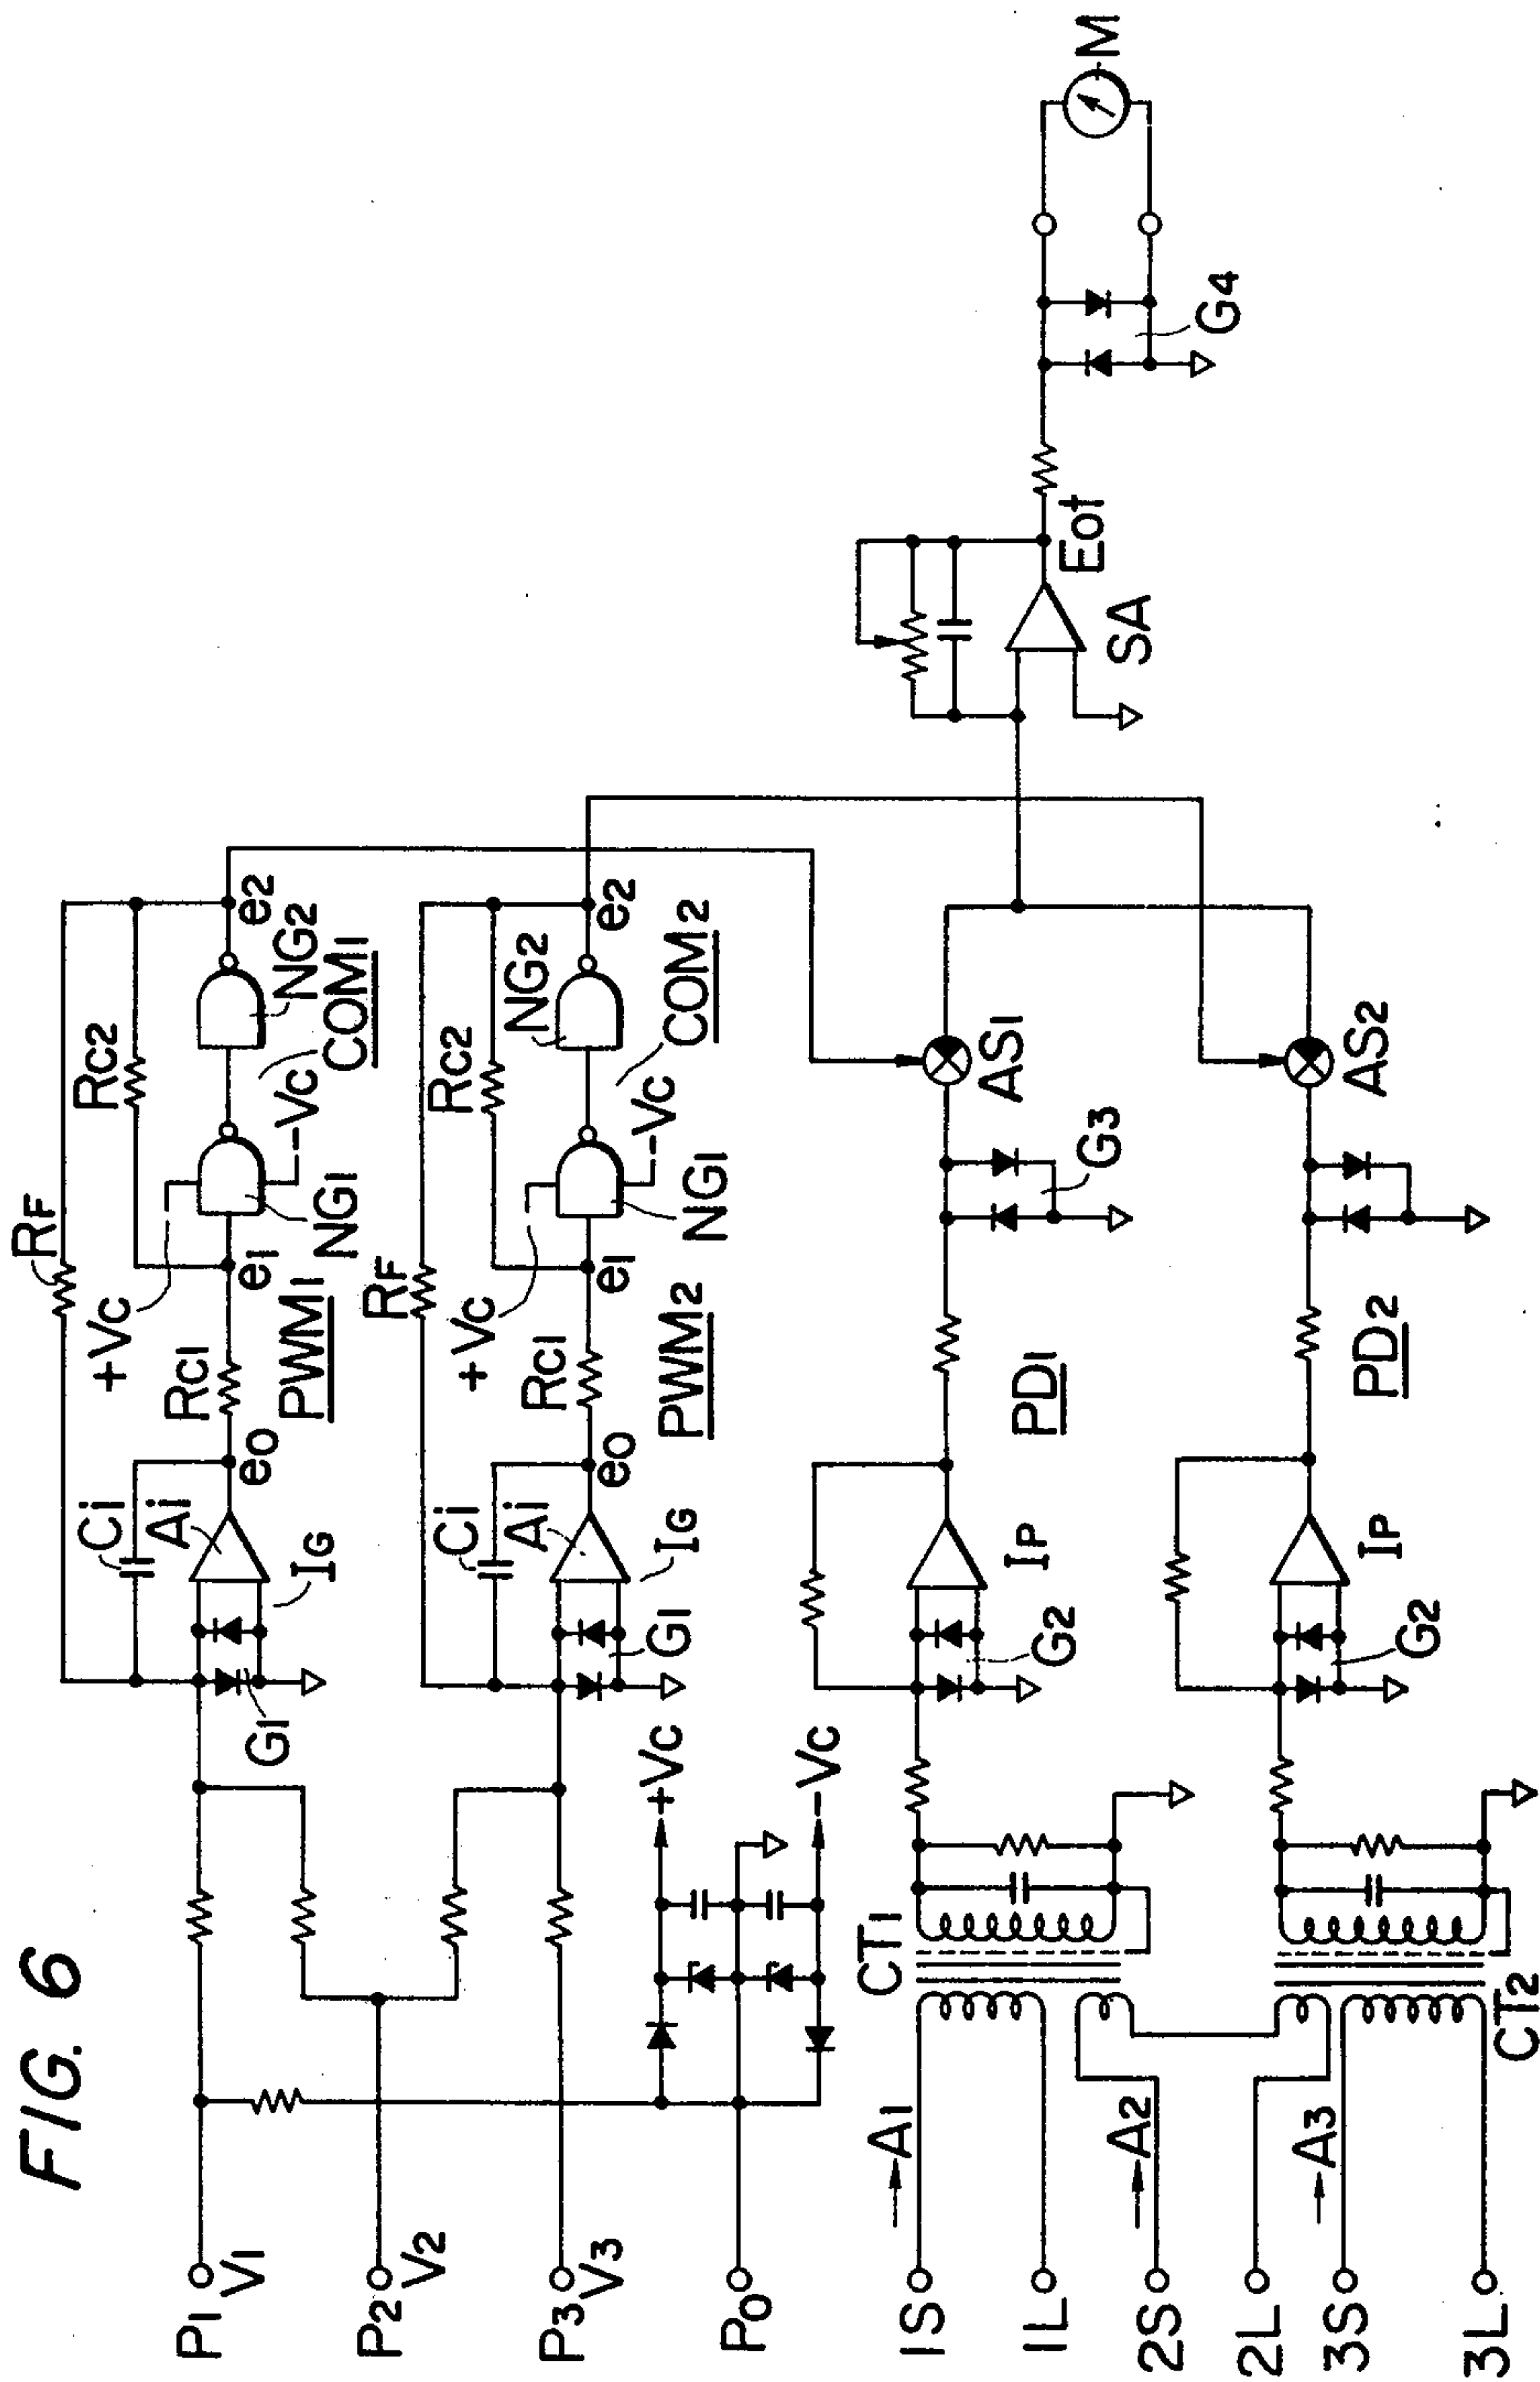 FIG. 6
P1
V1
P2
V2
P3
V3
P0
1S
1L
2S
2L
3S
3L
A1
A2
A3
CT1
CT2
+Vc
-Vc
G1
IG
Ci
Ai
e0
RF
+Vc
RC1
PWM1
e1
NG1
-Vc
RC2
COM1
NG2
e2
G1
IG
Ci
Ai
e0
RF
+Vc
RC1
PWM2
e1
NG1
-Vc
RC2
COM2
NG2
e2
G2
IP
PD1
G3
AS1
G2
IP
PD2
AS2
SA
Eot
G4
M